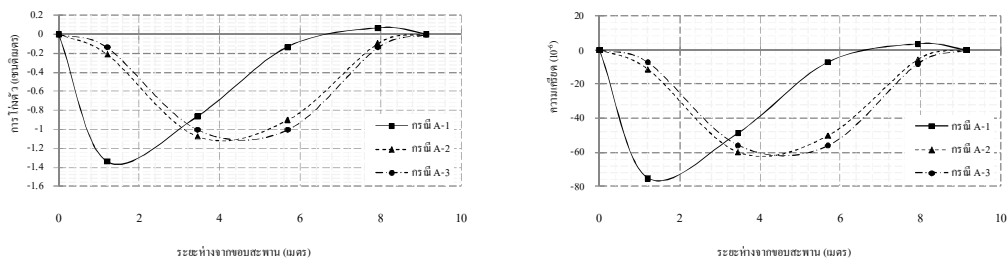 การโก่งตัว (เซนติเมตร)
0.2
0
-0.2
-0.4
-0.6
-0.8
-1
-1.2
-1.4
-1.6
กรณี A-1
กรณี A-2
กรณี A-3
0 2 4 6 8 10
ระยะห่างจากขอบสะพาน (เมตร)
ความเครียด (10⁻⁶)
20
0
-20
-40
-60
-80
กรณี A-1
กรณี A-2
กรณี A-3
0 2 4 6 8 10
ระยะห่างจากขอบสะพาน (เมตร)